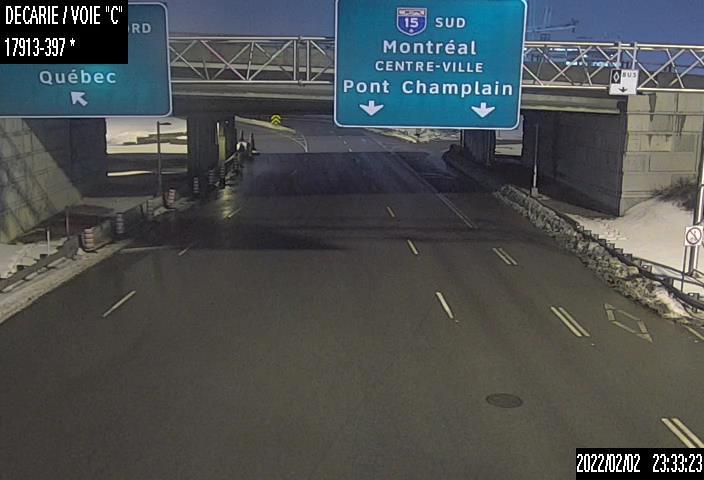 DECARIE / VOIE "C"
17913-397 *
ORD
Québec
15 SUD
Montréal
CENTRE-VILLE
Pont Champlain
BUS
2022/02/02 23:33:23